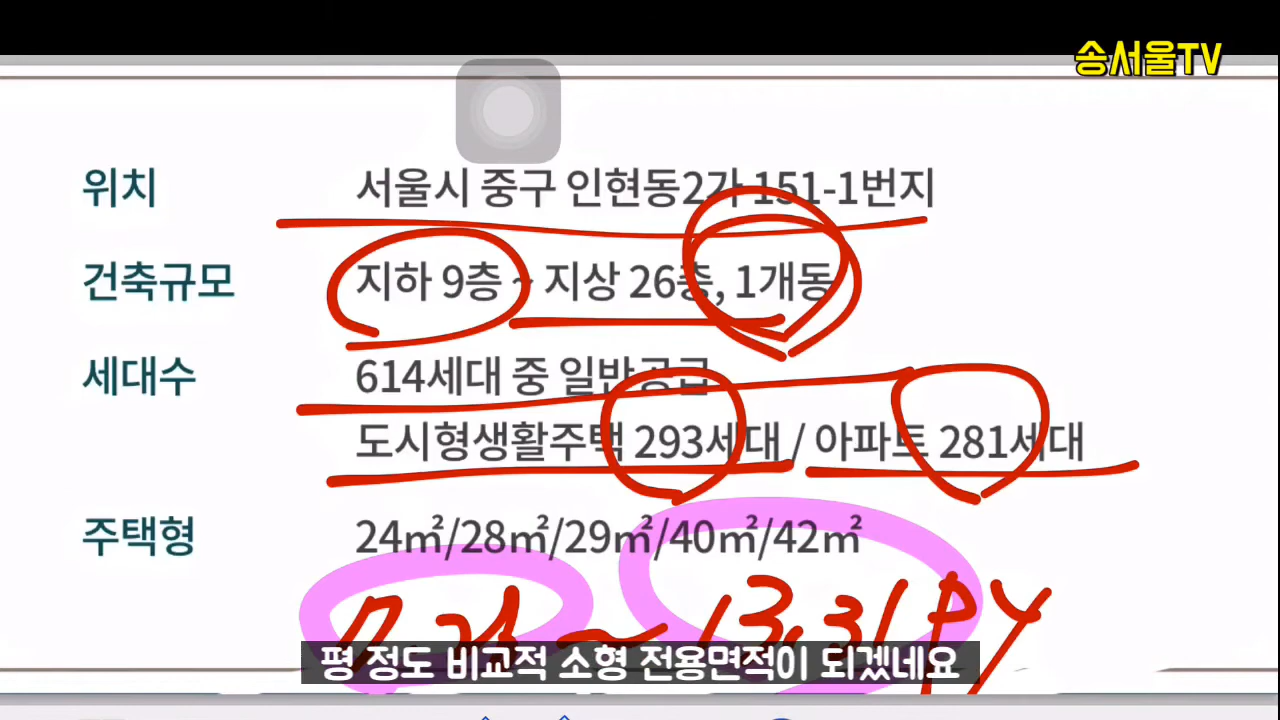 송서울TV
위치 서울시 중구 인현동2가 151-1번지
건축규모 지하 9층 ~ 지상 26층, 1개동
세대수 614세대 중 일반공급
도시형생활주택 293세대 / 아파트 281세대
주택형 24㎡/28㎡/29㎡/40㎡/42㎡
~ 13.31 PY
평 정도 비교적 소형 전용면적이 되겠네요